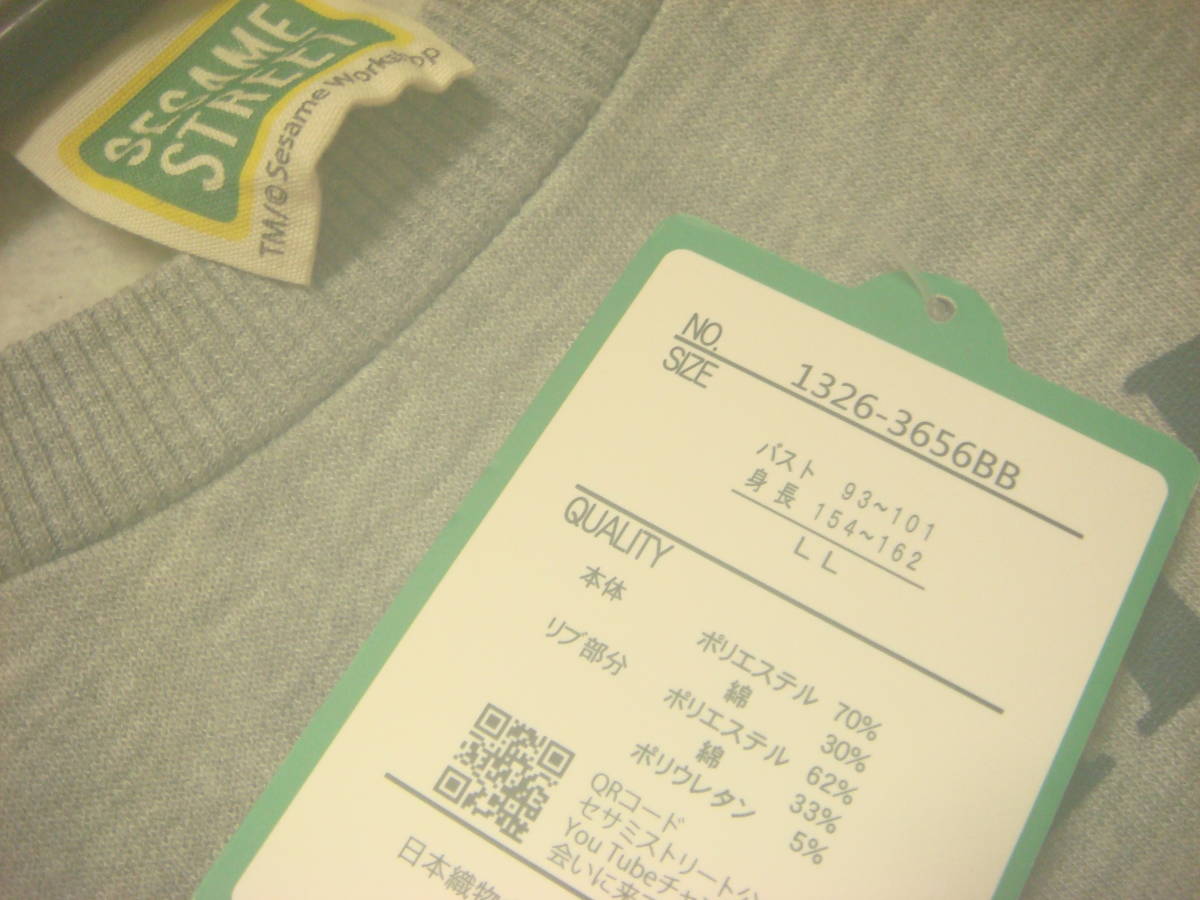 SESAME
STREET
TM/© Sesame Workshop
NO. 1326-3656BB
SIZE
バスト 93~101
身長 154~162
LL
QUALITY
本体 ポリエステル 70%
綿 30%
リブ部分 ポリエステル 62%
綿 33%
ポリウレタン 5%
QRコード
セサミストリート公
You Tubeチャ
会いに来
日本織物